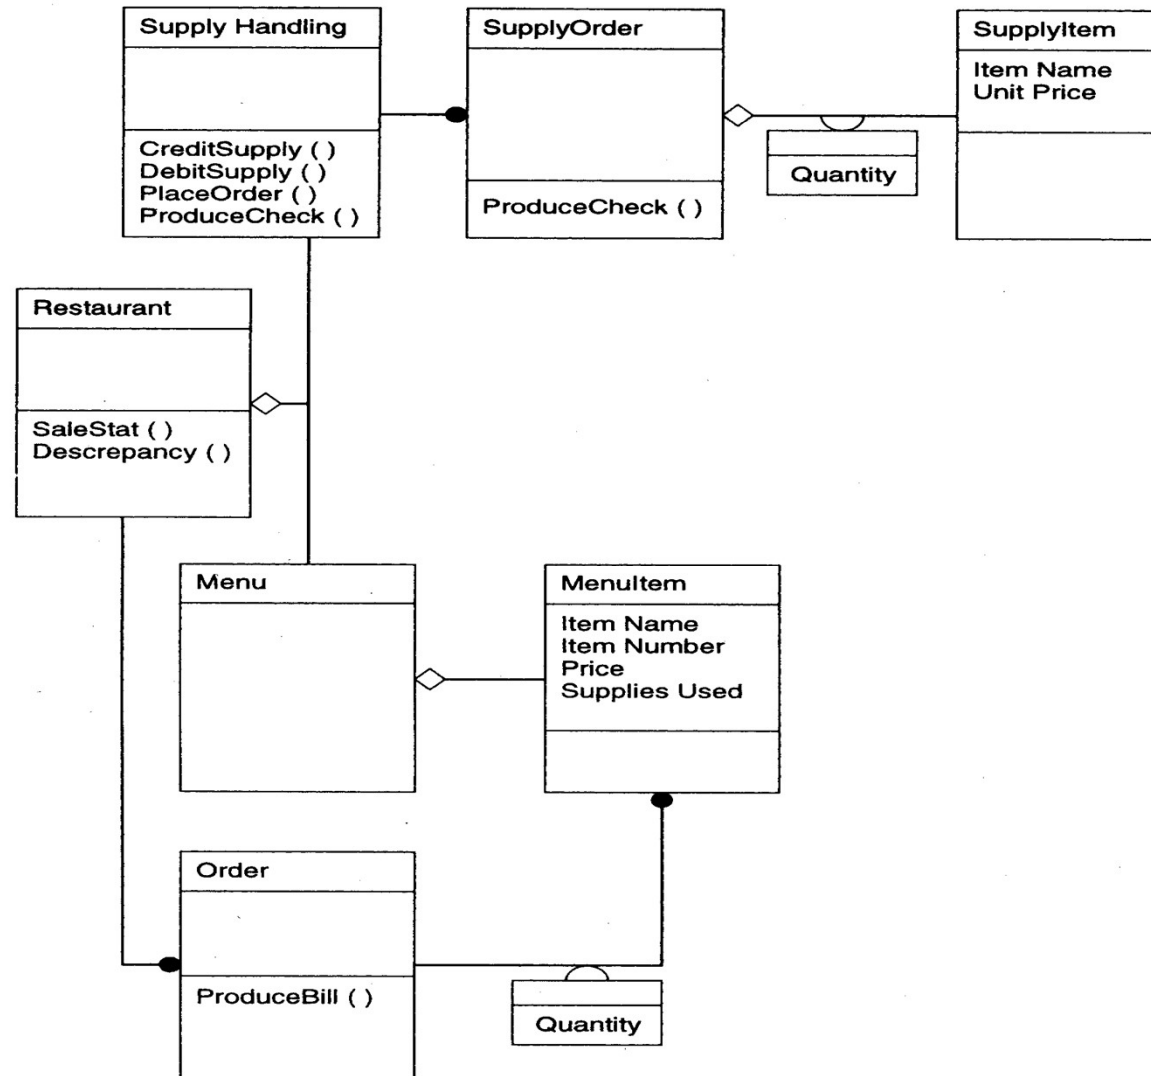 Supply Handling
CreditSupply ( )
DebitSupply ( )
PlaceOrder ( )
ProduceCheck ( )
SupplyOrder
ProduceCheck ( )
Quantity
SupplyItem
Item Name
Unit Price
Restaurant
SaleStat ( )
Descrepancy ( )
Menu
MenuItem
Item Name
Item Number
Price
Supplies Used
Order
ProduceBill ( )
Quantity